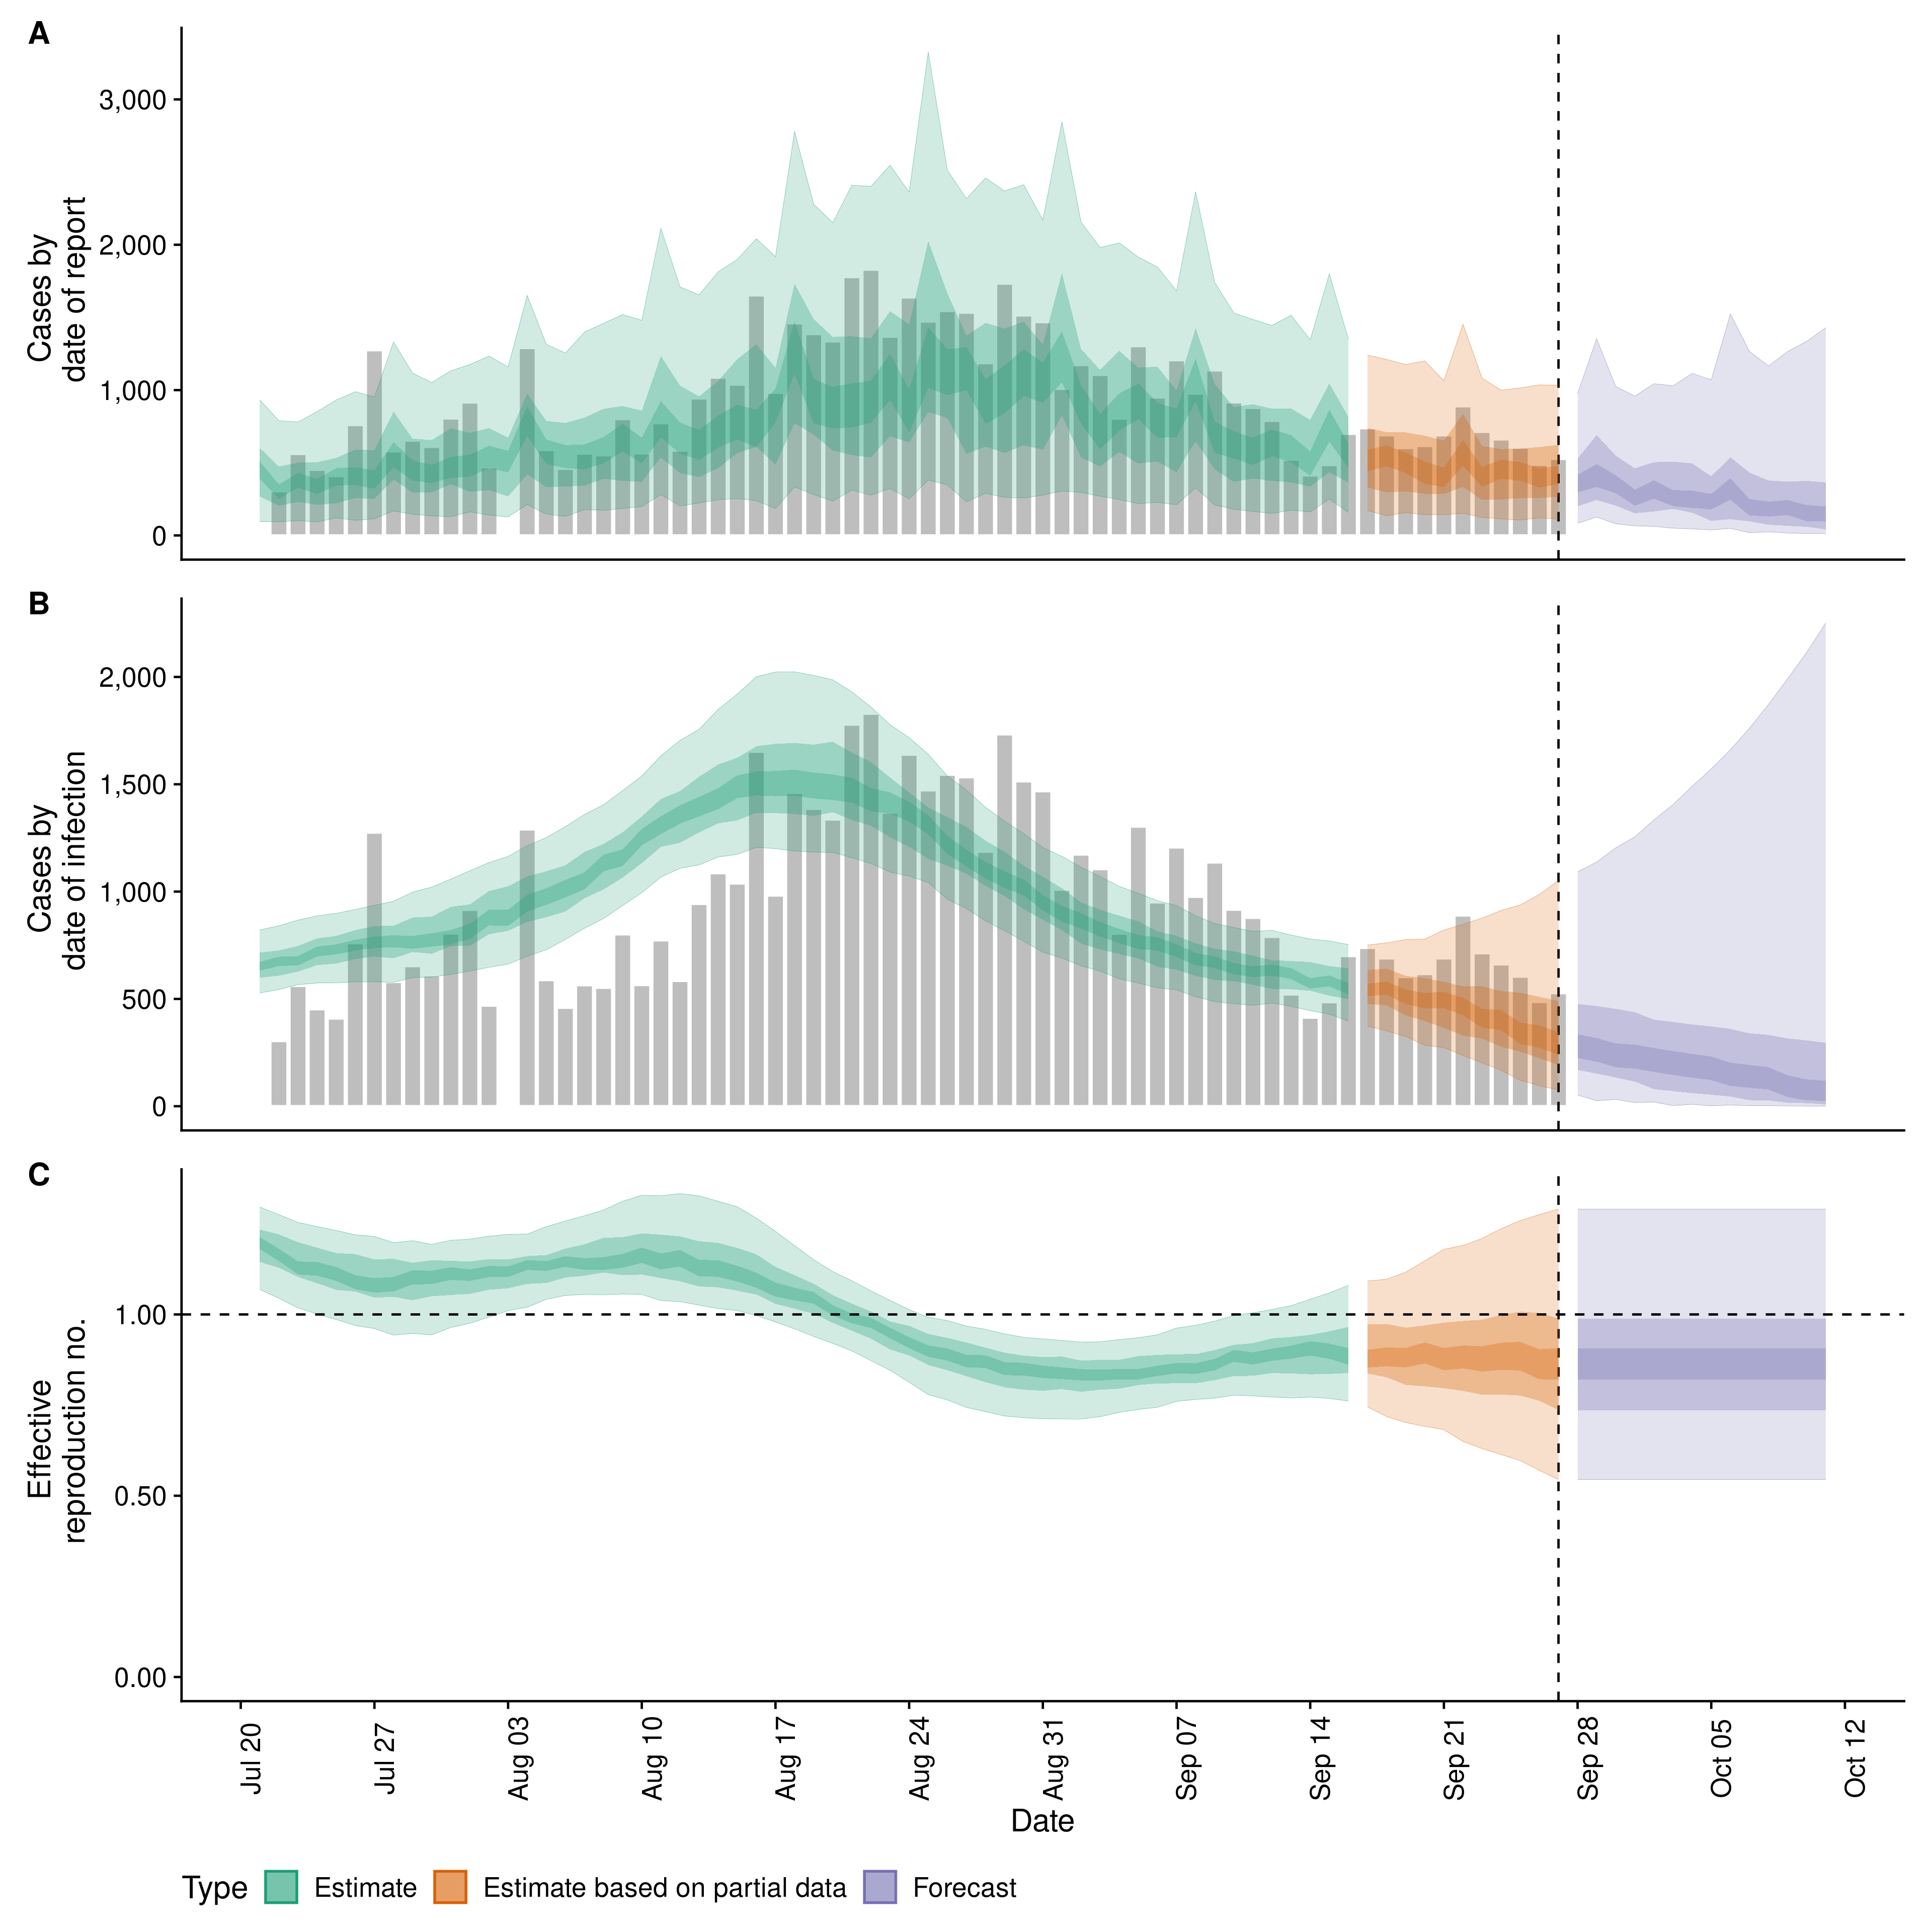 A
Cases by
date of report
3,000
2,000
1,000
0
B
Cases by
date of infection
2,000
1,500
1,000
500
0
C
Effective
reproduction no.
1.00
0.50
0.00
Jul 20
Jul 27
Aug 03
Aug 10
Aug 17
Aug 24
Aug 31
Sep 07
Sep 14
Sep 21
Sep 28
Oct 05
Oct 12
Date
Type Estimate Estimate based on partial data Forecast